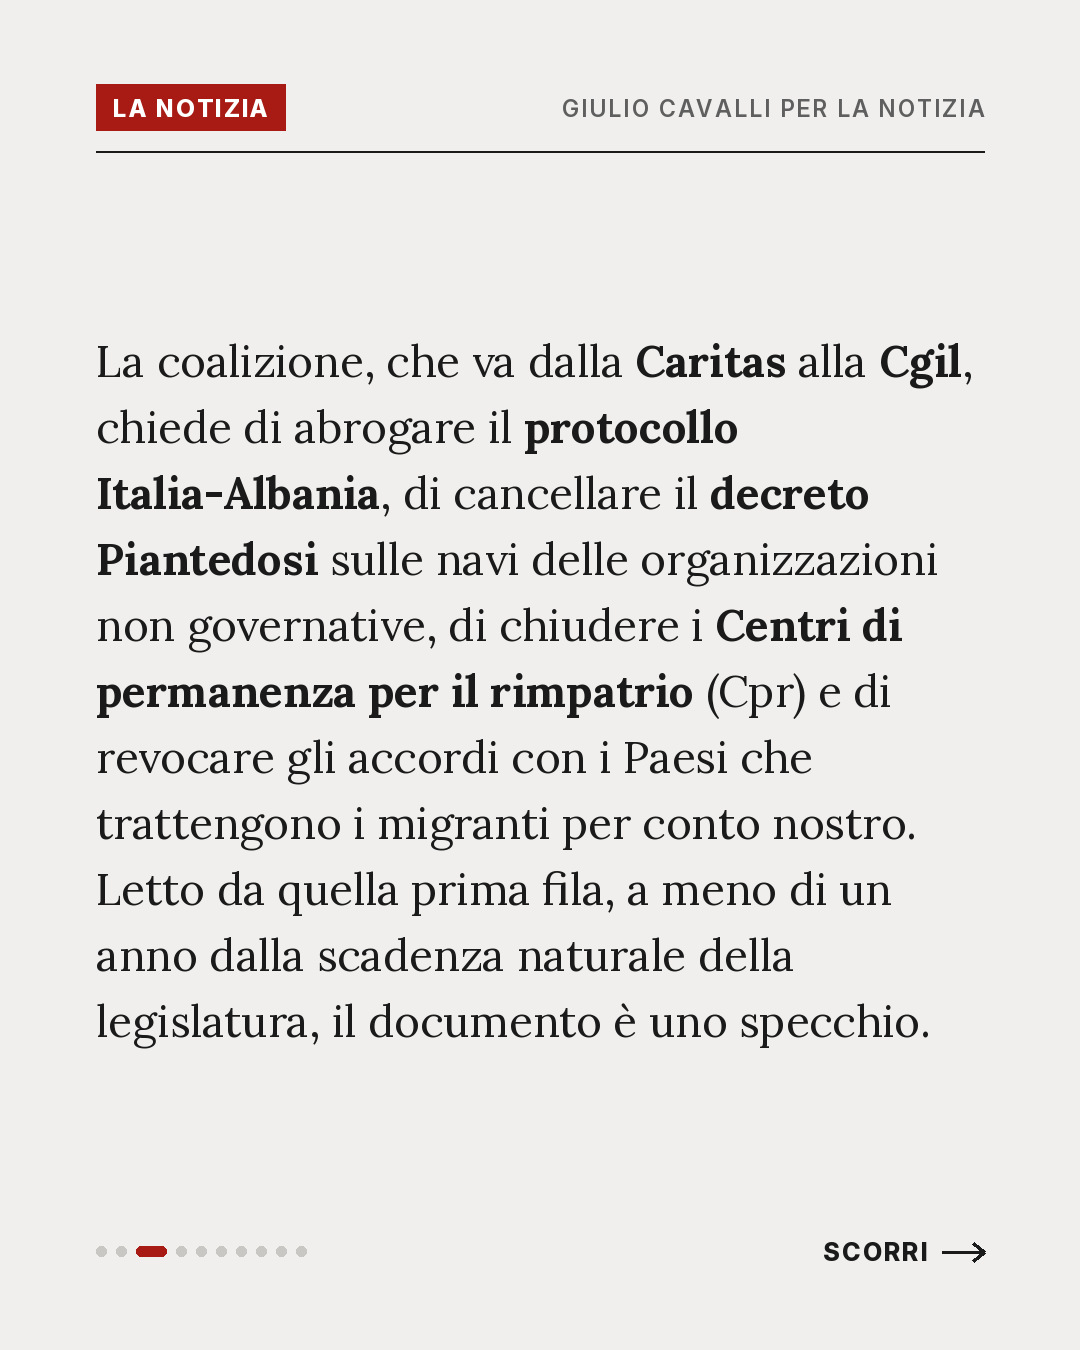 LA NOTIZIA
GIULIO CAVALLI PER LA NOTIZIA
La coalizione, che va dalla Caritas alla Cgil,
chiede di abrogare il protocollo
Italia-Albania, di cancellare il decreto
Piantedosi sulle navi delle organizzazioni
non governative, di chiudere i Centri di
permanenza per il rimpatrio (Cpr) e di
revocare gli accordi con i Paesi che
trattengono i migranti per conto nostro.
Letto da quella prima fila, a meno di un
anno dalla scadenza naturale della
legislatura, il documento è uno specchio.
SCORRI